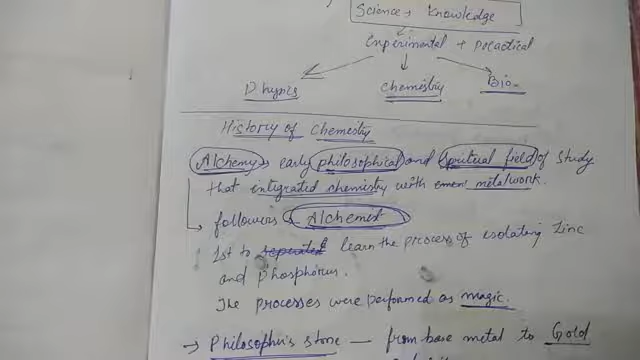 Science → Knowledge
Experimental + Practical
Physics Chemistry Bio-
History of Chemistry
Alchemy → early philosophical and spritual field of study
that entigrated chemistry with metalwork.
followers → Alchemist
1st to learn the process of isolating Zinc
and phosphorus.
The processes were performed as magic.
→ Philosopher's stone — from base metal to Gold